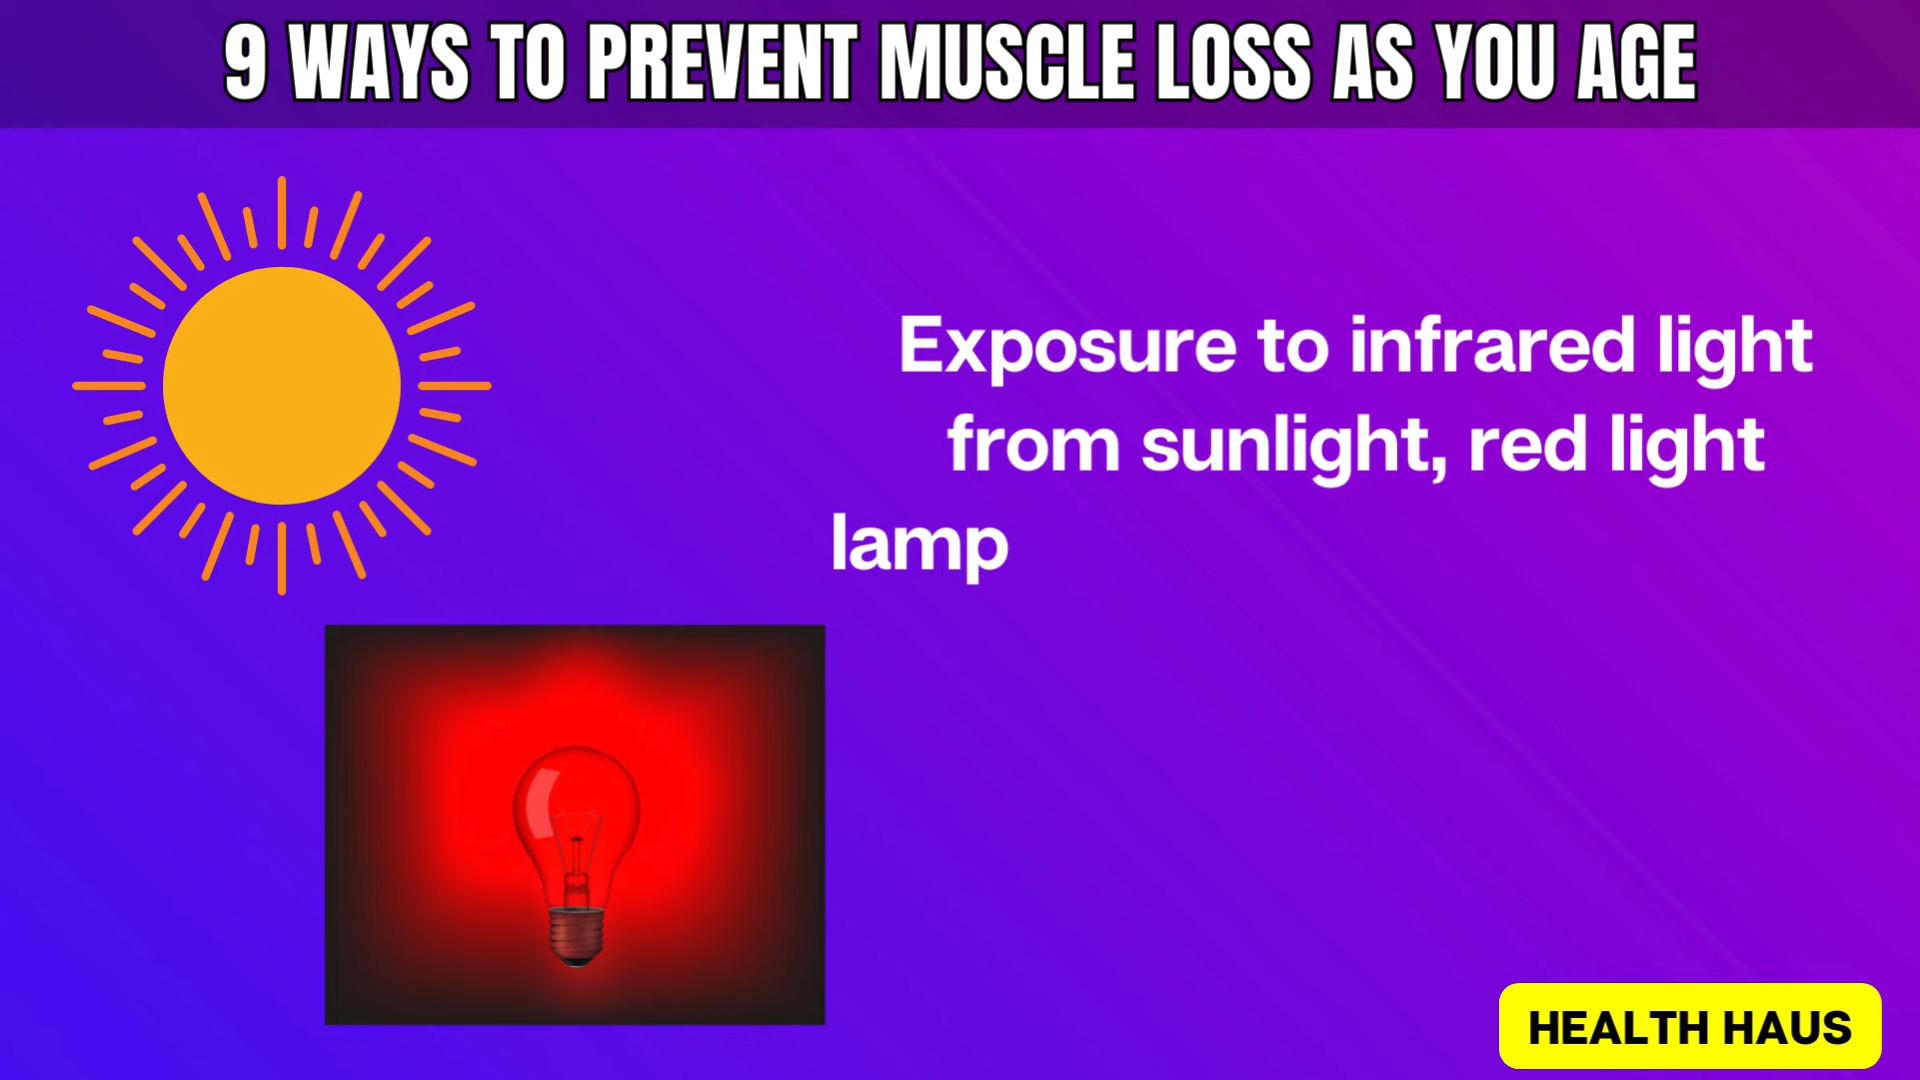 9 WAYS TO PREVENT MUSCLE LOSS AS YOU AGE
Exposure to infrared light
from sunlight, red light
lamp
HEALTH HAUS